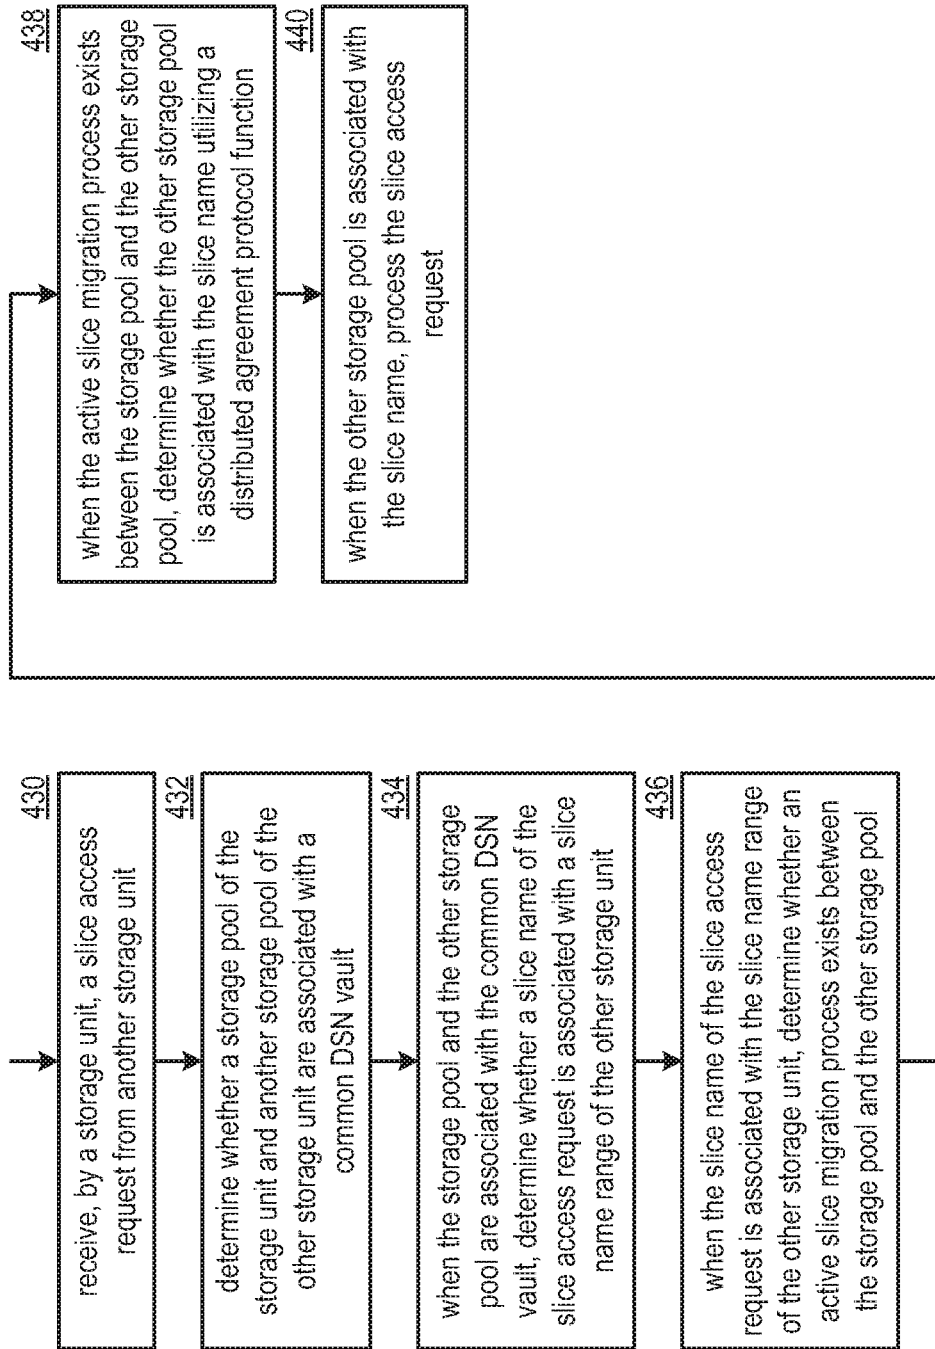 430
receive, by a storage unit, a slice access
request from another storage unit
432
determine whether a storage pool of the
storage unit and another storage pool of the
other storage unit are associated with a
common DSN vault
434
when the storage pool and the other storage
pool are associated with the common DSN
vault, determine whether a slice name of the
slice access request is associated with a slice
name range of the other storage unit
436
when the slice name of the slice access
request is associated with the slice name range
of the other storage unit, determine whether an
active slice migration process exists between
the storage pool and the other storage pool
438
when the active slice migration process exists
between the storage pool and the other storage
pool, determine whether the other storage pool
is associated with the slice name utilizing a
distributed agreement protocol function
440
when the other storage pool is associated with
the slice name, process the slice access
request